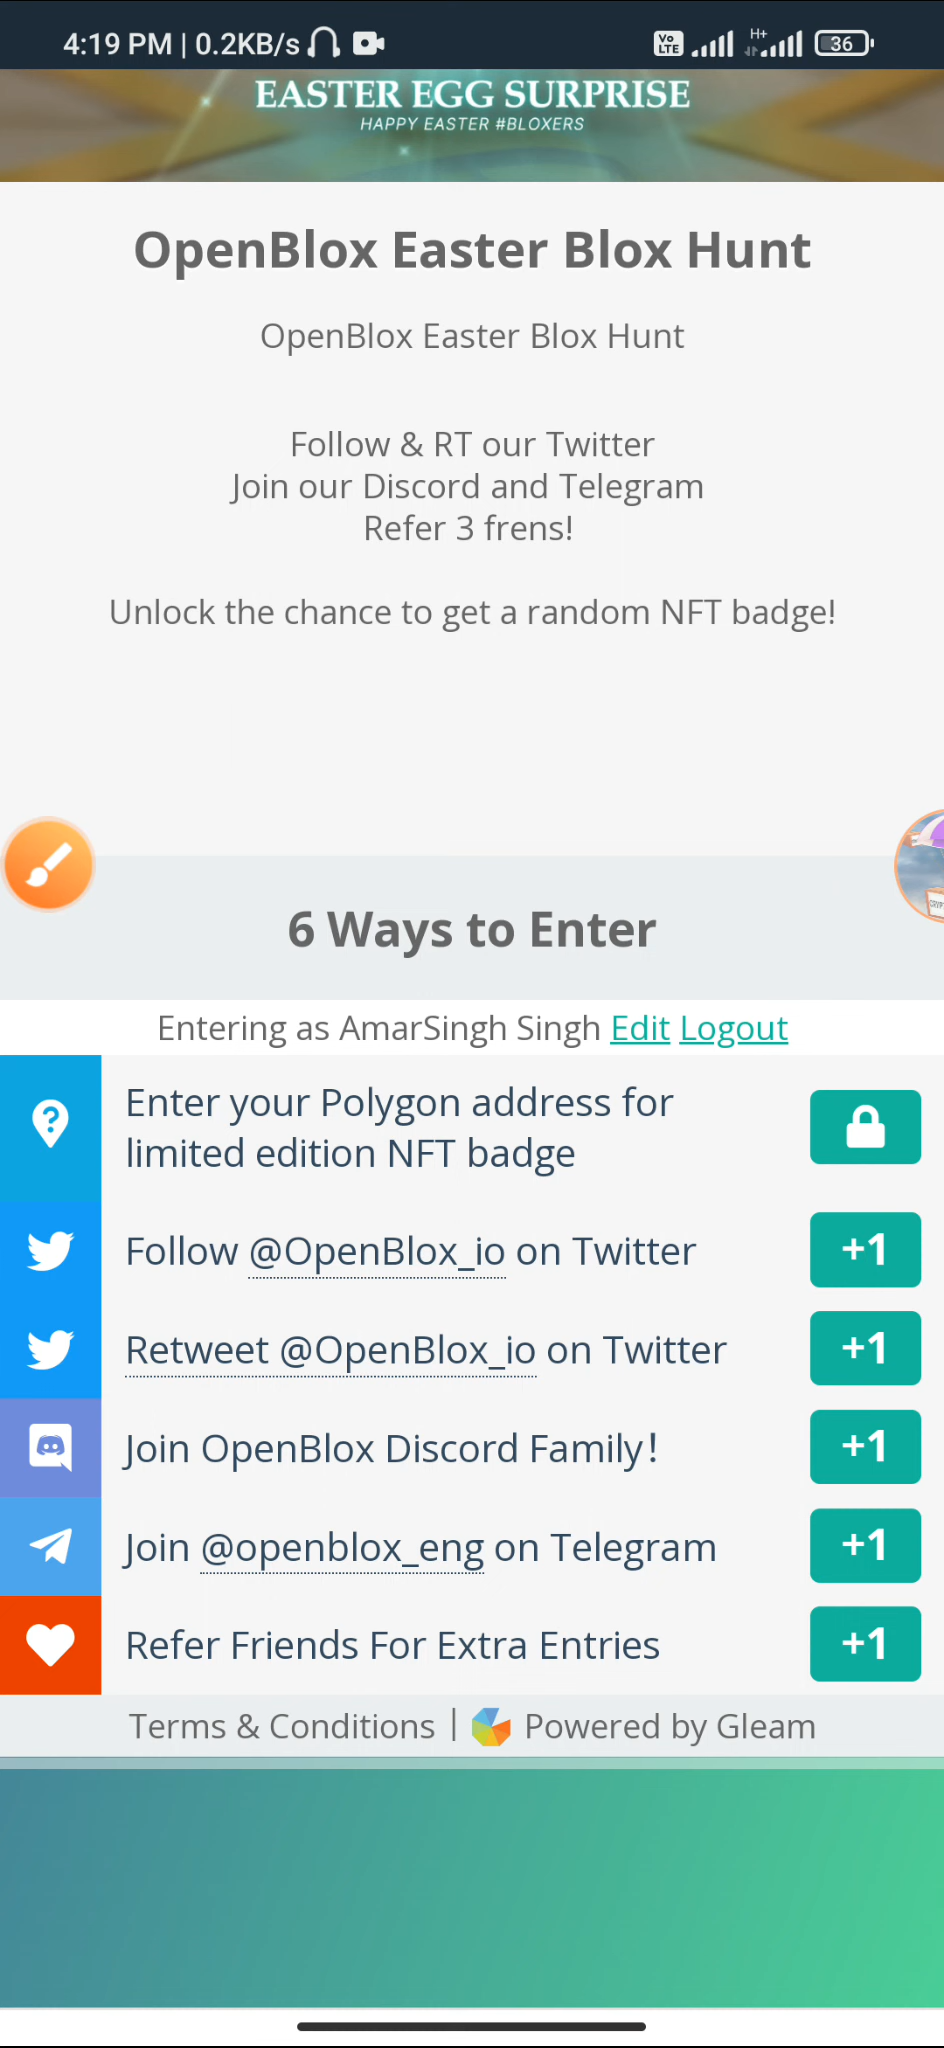 4:19 PM | 0.2KB/s Vo LTE H+ 36
EASTER EGG SURPRISE
HAPPY EASTER #BLOXERS
OpenBlox Easter Blox Hunt
OpenBlox Easter Blox Hunt
Follow & RT our Twitter
Join our Discord and Telegram
Refer 3 frens!
Unlock the chance to get a random NFT badge!
6 Ways to Enter
Entering as AmarSingh Singh Edit Logout
Enter your Polygon address for
limited edition NFT badge
Follow @OpenBlox_io on Twitter +1
Retweet @OpenBlox_io on Twitter +1
Join OpenBlox Discord Family! +1
Join @openblox_eng on Telegram +1
Refer Friends For Extra Entries +1
Terms & Conditions | Powered by Gleam